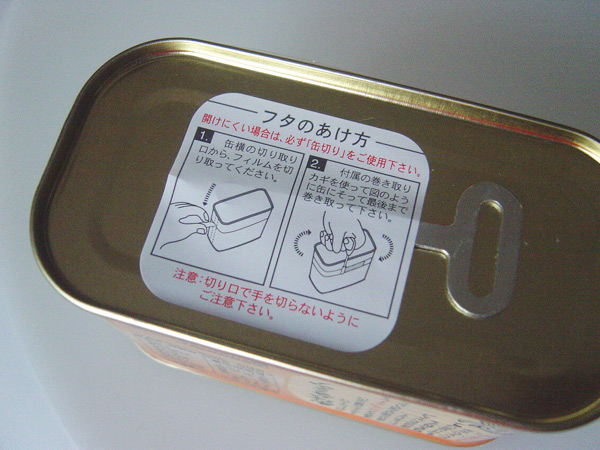 フタのあけ方
開けにくい場合は、必ず「缶切り」をご使用下さい。
1. 缶横の切り取り
口から、フィルムを切
り取ってください。
2. 付属の巻き取り
カギを使って図のよう
に缶にそって最後まで
巻き取って下さい。
注意:切り口で手を切らないように
ご注意下さい。